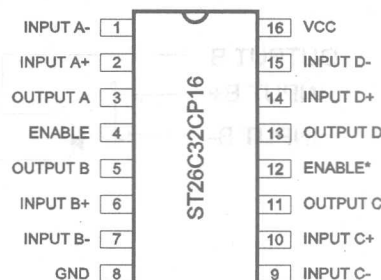 INPUT A- 1 16 VCC
INPUT A+ 2 15 INPUT D-
OUTPUT A 3 14 INPUT D+
ENABLE 4 13 OUTPUT D
OUTPUT B 5 12 ENABLE*
INPUT B+ 6 11 OUTPUT C
INPUT B- 7 10 INPUT C+
GND 8 9 INPUT C-
ST26C32CP16